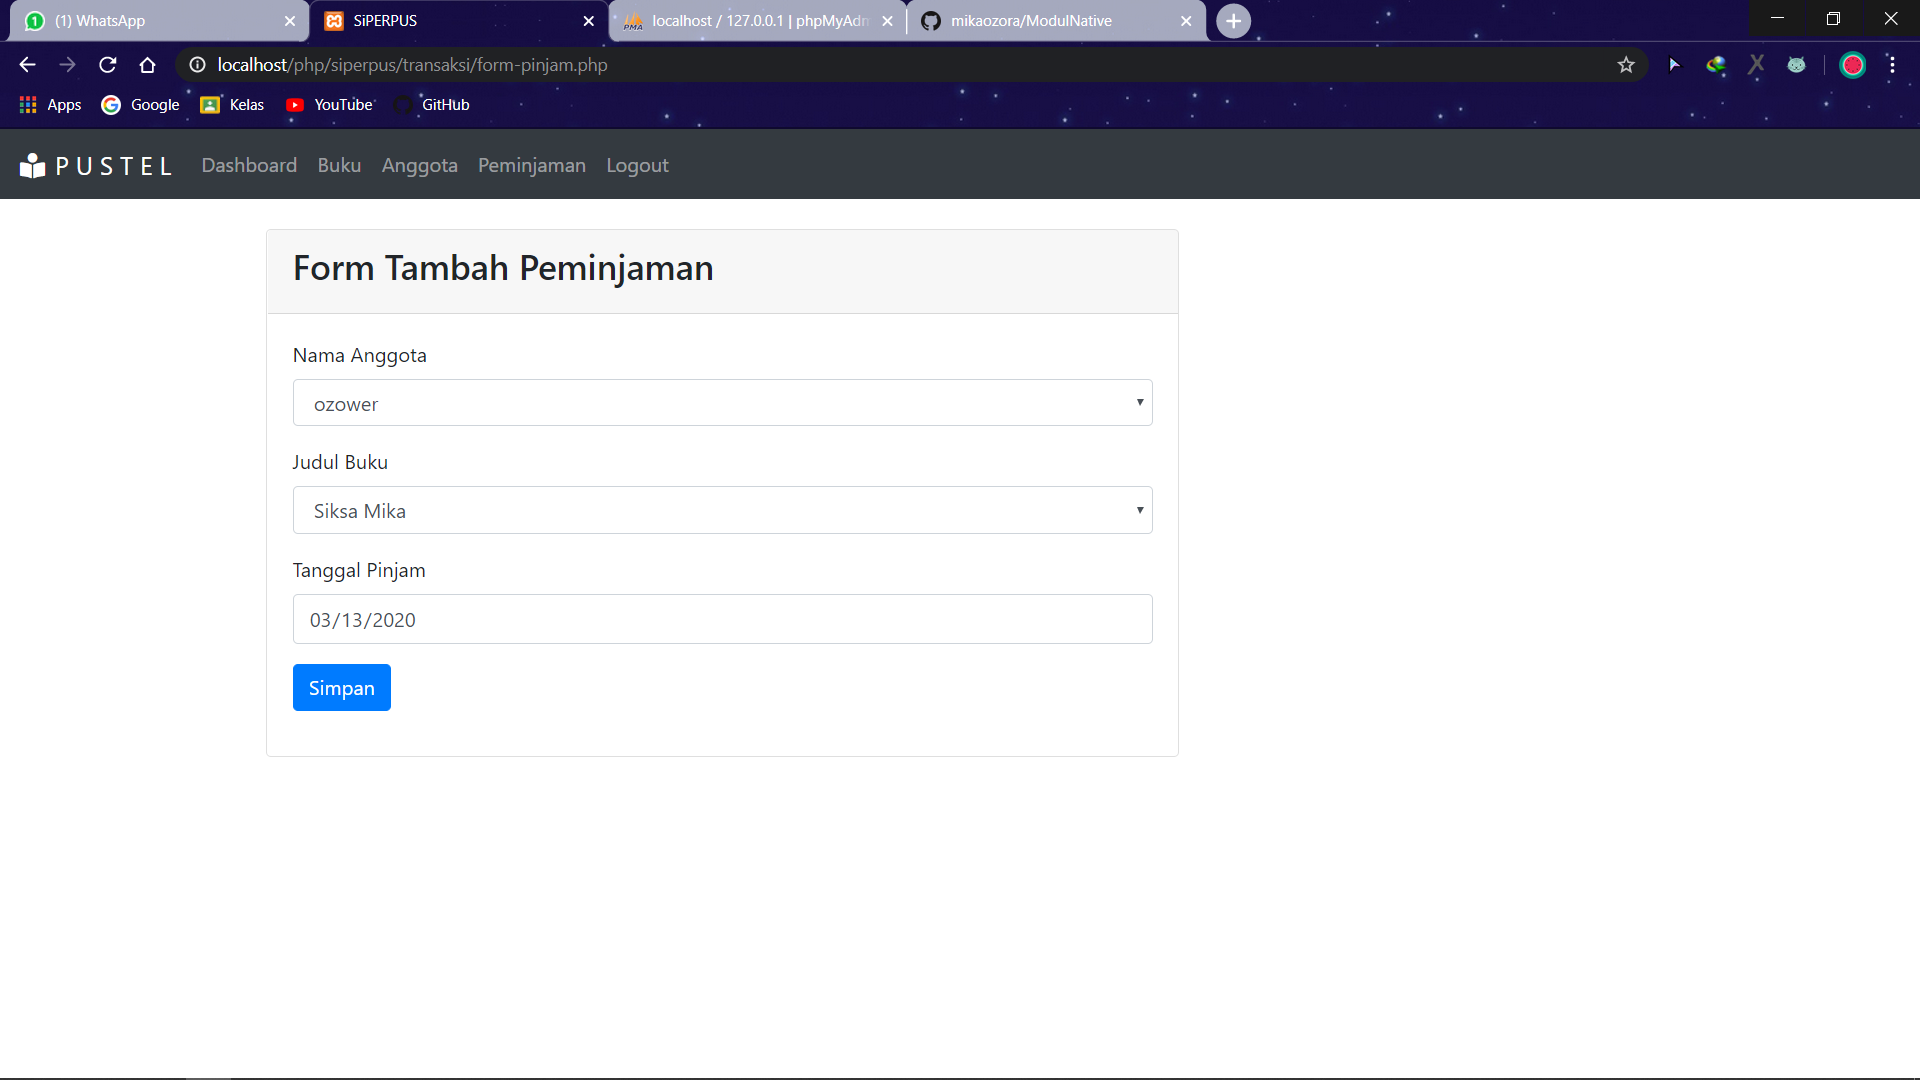 (1) WhatsApp
SiPERPUS
localhost / 127.0.0.1 | phpMyAdm
mikaozora/ModulNative
localhost/php/siperpus/transaksi/form-pinjam.php
Apps
Google
Kelas
YouTube
GitHub
PUSTEL
Dashboard
Buku
Anggota
Peminjaman
Logout
Form Tambah Peminjaman
Nama Anggota
ozower
Judul Buku
Siksa Mika
Tanggal Pinjam
03/13/2020
Simpan